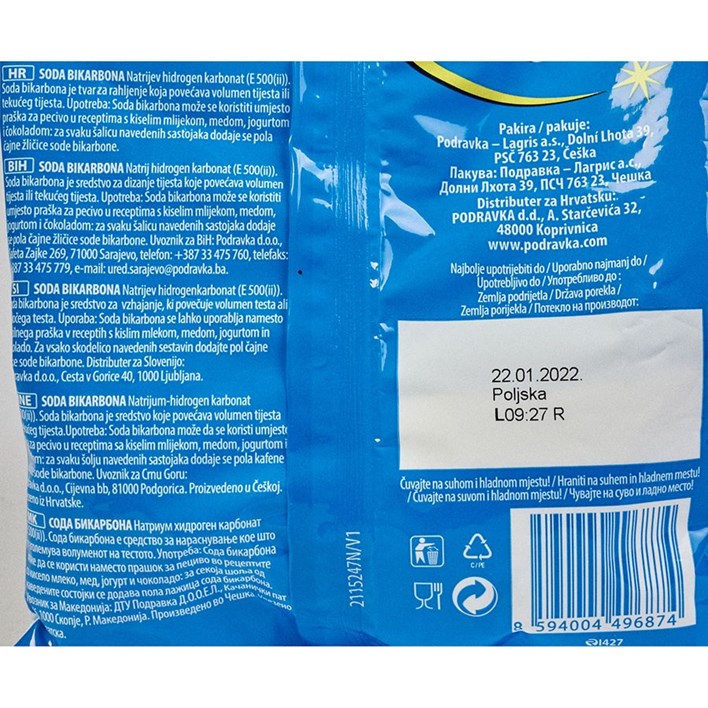 HR SODA BIKARBONA Natrijev hidrogen karbonat (E 500(ii)).
Soda bikarbona je tvar za rahljenje koja povećava volumen tijesta ili
tekućeg tijesta. Upotreba: Soda bikarbona može se koristiti umjesto
praška za pecivo u receptima s kiselim mlijekom, medom, jogurtom
i čokoladom: za svaku šalicu navedenih sastojaka dodaje se pola
čajne žličice sode bikarbone.
BIH SODA BIKARBONA Natrij hidrogen karbonat (E 500(ii)).
Soda bikarbona je sredstvo za dizanje tijesta koje povećava volumen
tijesta ili tekućeg tijesta. Upotreba: Soda bikarbona može se koristiti
umjesto praška za pecivo u receptima s kiselim mlijekom, medom,
jogurtom i čokoladom: za svaku šalicu navedenih sastojaka dodaje
se pola čajne žličice sode bikarbone. Uvoznik za BiH: Podravka d.o.o.,
Zajke 269, 71000 Sarajevo, telefon: +387 33 475 760, telefaks:
33 475 779, e-mail: ured.sarajevo@podravka.ba.
SI SODA BIKARBONA Natrijev hidrogenkarbonat (E 500(ii)).
bikarbona je sredstvo za vzhajanje, ki povečuje volumen testa ali
testa. Uporaba: Soda bikarbona se lahko uporablja namesto
praška v receptih s kislim mlekom, medom, jogurtom in
Za vsako skodelico navedenih sestavin dodajte pol čajne
sode bikarbone. Distributer za Slovenijo:
d.o.o., Cesta v Gorice 40, 1000 Ljubljana.
SODA BIKARBONA Natrijum-hidrogen karbonat
Soda bikarbona je sredstvo koje povećava volumen tijesta
tijesta.Upotreba: Soda bikarbona može da se koristi umjesto
za pecivo u receptima sa kiselim mlijekom, medom, jogurtom i
za svaku šolju navedenih sastojaka dodaje se pola kafene
sode bikarbone. Uvoznik za Crnu Goru:
d.o.o., Cijevna bb, 81000 Podgorica. Proizvedeno u Češkoj.
iz Hrvatske.
MK СОДА БИКАРБОНА Натриум хидроген карбонат
Сода бикарбона е средство за нараснување кое што
волуменот на тестото. Употреба: Сода бикарбона
да се користи наместо прашок за пециво во рецептите
кисело млеко, мед, јогурт и чоколадо: за секоја шолја од
состојки се додава пола лажица сода бикарбона.
за Македонија: ДТУ Подравка Д.О.О.Е.Л., Качанички пат
1000 Скопје, Р. Македонија. Произведено во Чешка,
2115247N/V1
Pakira / pakuje:
Podravka – Lagris a.s., Dolní Lhota 39,
PSČ 763 23, Češka
Пакува: Подравка – Лагрис а.с.,
Долни Лхота 39, ПСЧ 763 23, Чешка
Distributer za Hrvatsku:
PODRAVKA d.d., A. Starčevića 32,
48000 Koprivnica
www.podravka.com
Najbolje upotrijebiti do / Uporabno najmanj do /
Upotrebljivo do / Употребливо до :
Zemlja podrijetla / Država porekla /
Zemlja porijekla / Потекло на производот:
22.01.2022.
Poljska
L09:27 R
Čuvajte na suhom i hladnom mjestu! / Hraniti na suhem in hladnem mestu!
/ Čuvajte na suvom i hladnom mjestu! / Чувајте на суво и ладно место!
C/PE
8 594004 496874
I427